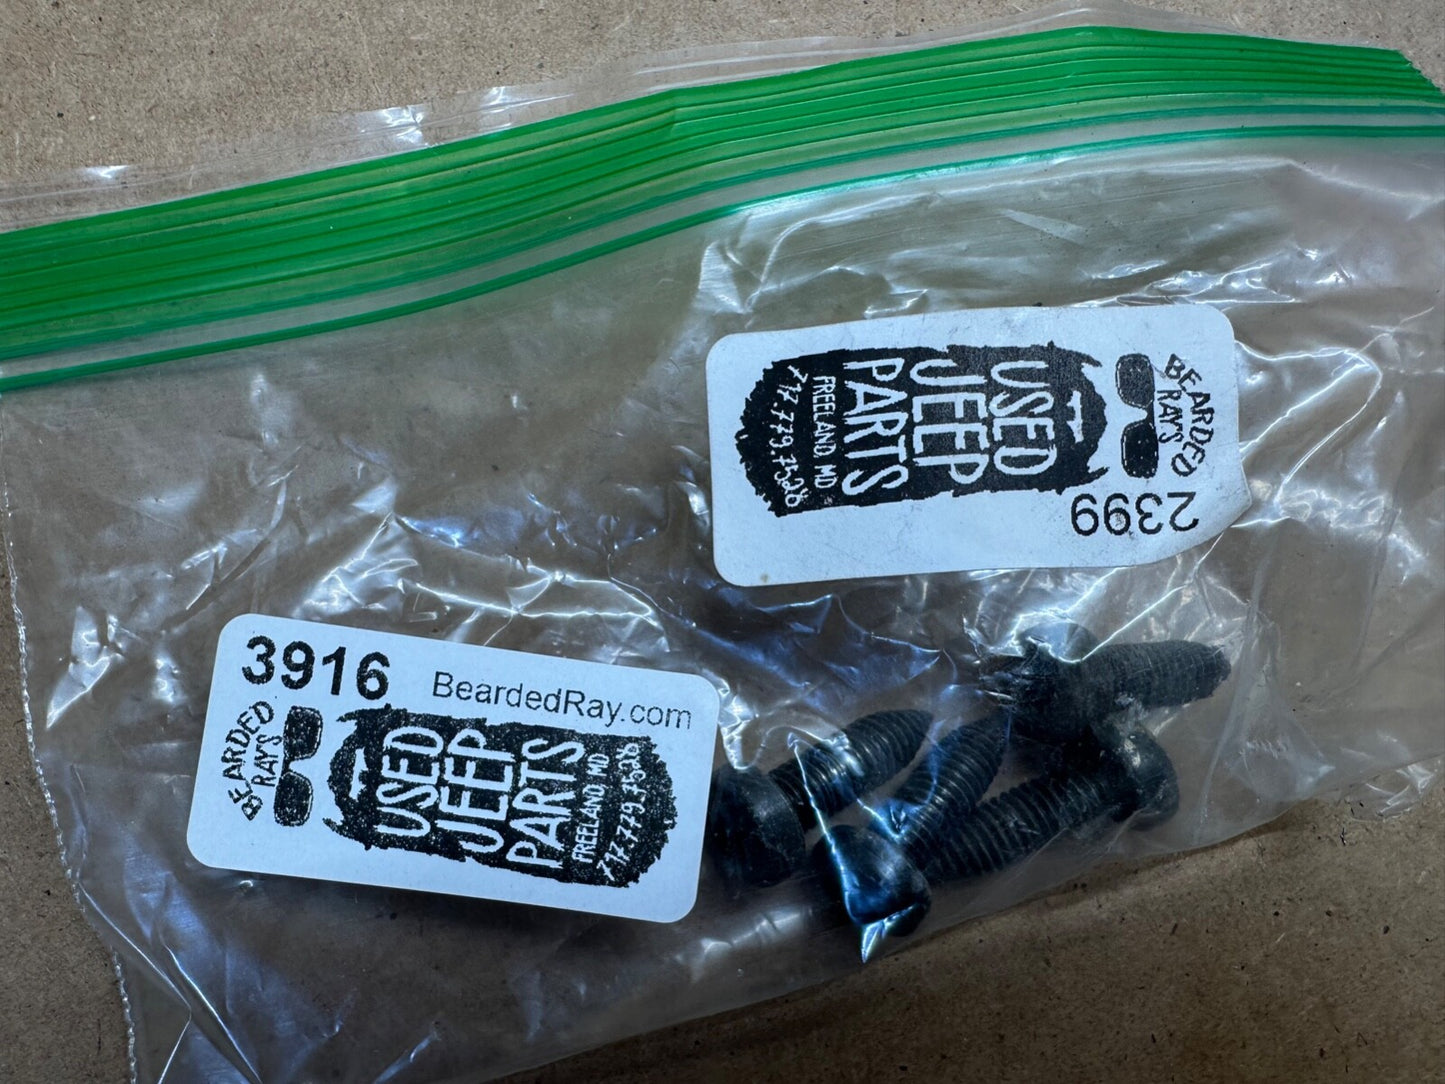 BEARDED
RAY'S
USED
JEEP
PARTS
FREELAND, MD
717.779.7528
2399
3916
BeardedRay.com
BEARDED
RAY'S
USED
JEEP
PARTS
FREELAND, MD
717.779.7528